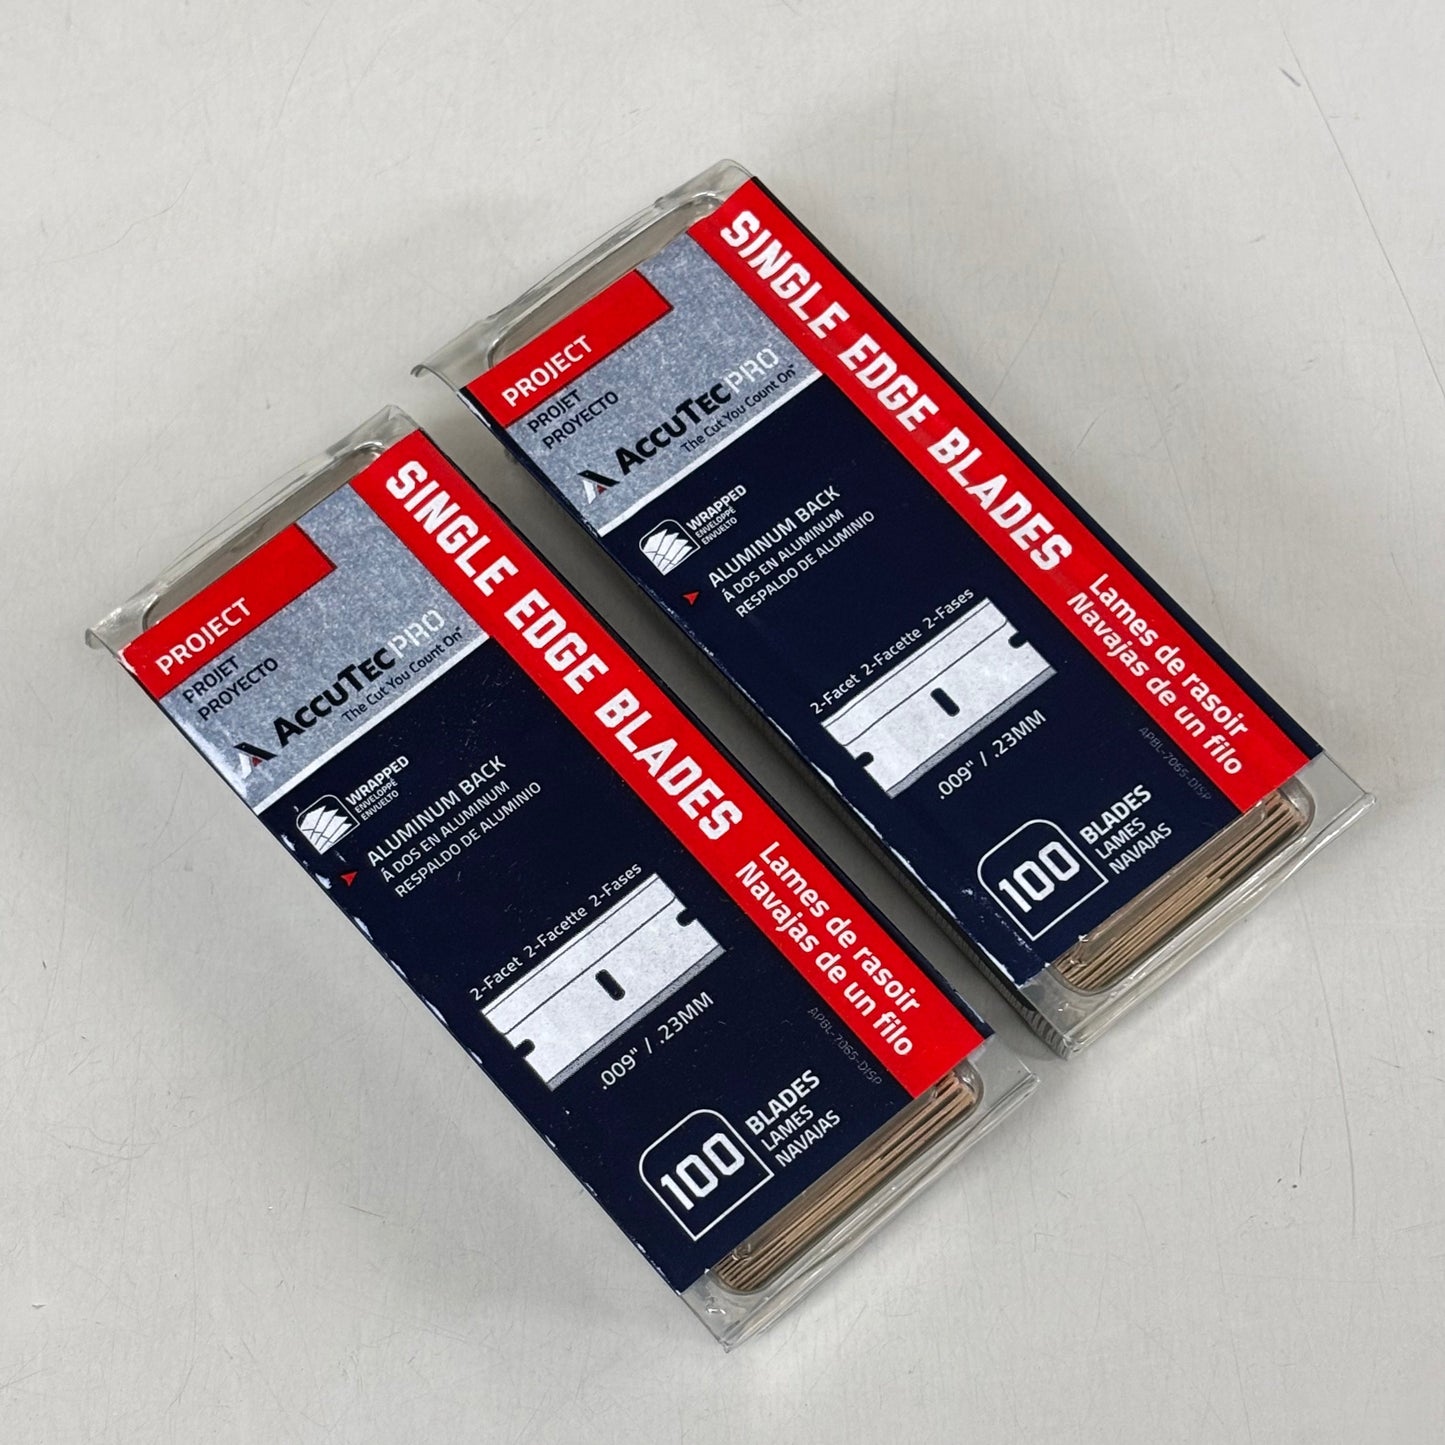 PROJECT
PROJET
PROYECTO
ACCUTEC PRO
The Cut You Count On™
SINGLE EDGE BLADES
Lames de rasoir
Navajas de un filo
WRAPPED
ENVELOPPÉ
ENVUELTO
ALUMINUM BACK
Á DOS EN ALUMINUM
RESPALDO DE ALUMINIO
2-Facet 2-Facette 2-Fases
.009" / .23MM
APBL-7065-DISP
100 BLADES
LAMES
NAVAJAS
PROJECT
PROJET
PROYECTO
ACCUTEC PRO
The Cut You Count On™
SINGLE EDGE BLADES
Lames de rasoir
Navajas de un filo
WRAPPED
ENVELOPPÉ
ENVUELTO
ALUMINUM BACK
Á DOS EN ALUMINUM
RESPALDO DE ALUMINIO
2-Facet 2-Facette 2-Fases
.009" / .23MM
APBL-7065-DISP
100 BLADES
LAMES
NAVAJAS